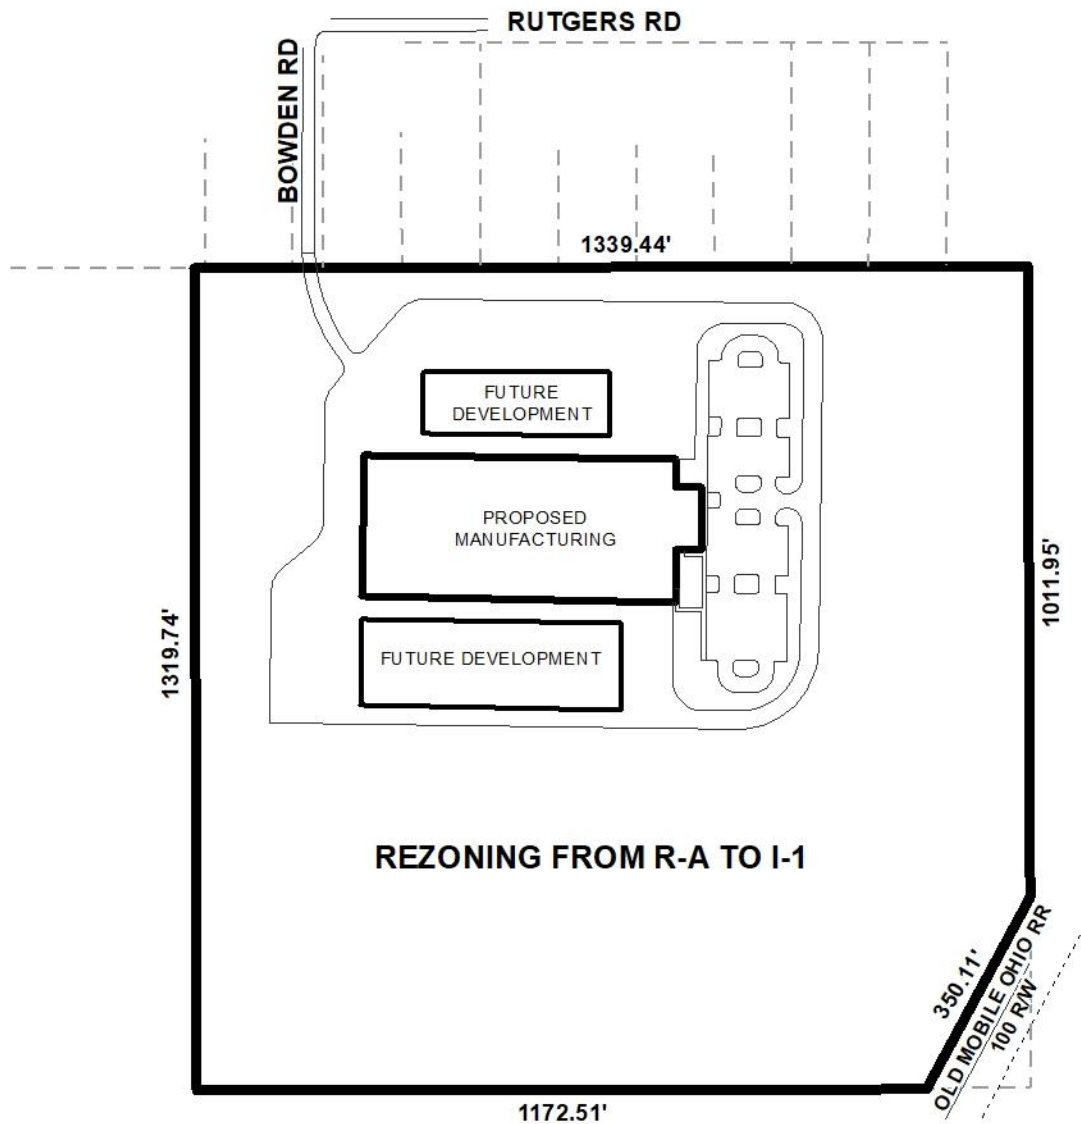 RUTGERS RD
BOWDEN RD
1339.44'
FUTURE
DEVELOPMENT
PROPOSED
MANUFACTURING
1011.95'
1319.74'
FUTURE DEVELOPMENT
REZONING FROM R-A TO I-1
350.11'
OLD MOBILE OHIO RR
100 R/W
1172.51'